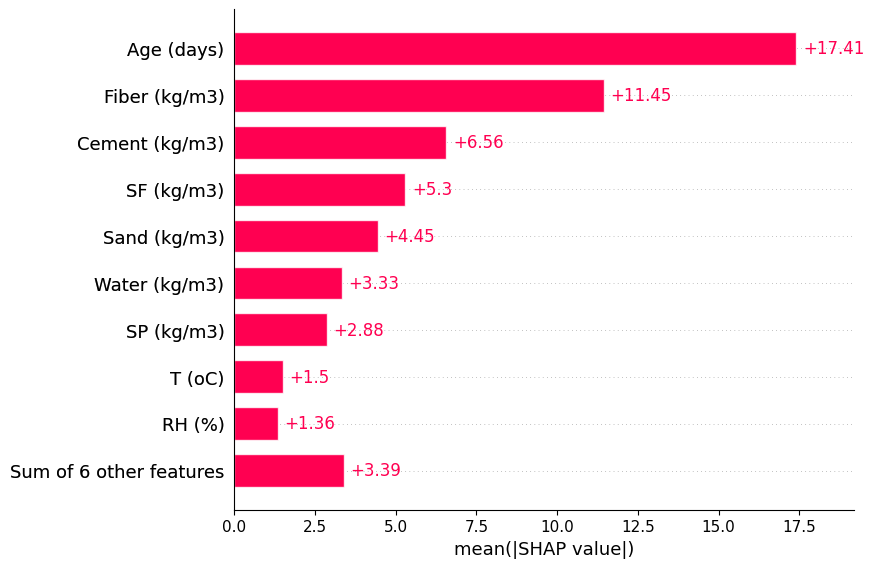 Age (days) +17.41
Fiber (kg/m3) +11.45
Cement (kg/m3) +6.56
SF (kg/m3) +5.3
Sand (kg/m3) +4.45
Water (kg/m3) +3.33
SP (kg/m3) +2.88
T (oC) +1.5
RH (%) +1.36
Sum of 6 other features +3.39
0.0 2.5 5.0 7.5 10.0 12.5 15.0 17.5
mean(|SHAP value|)